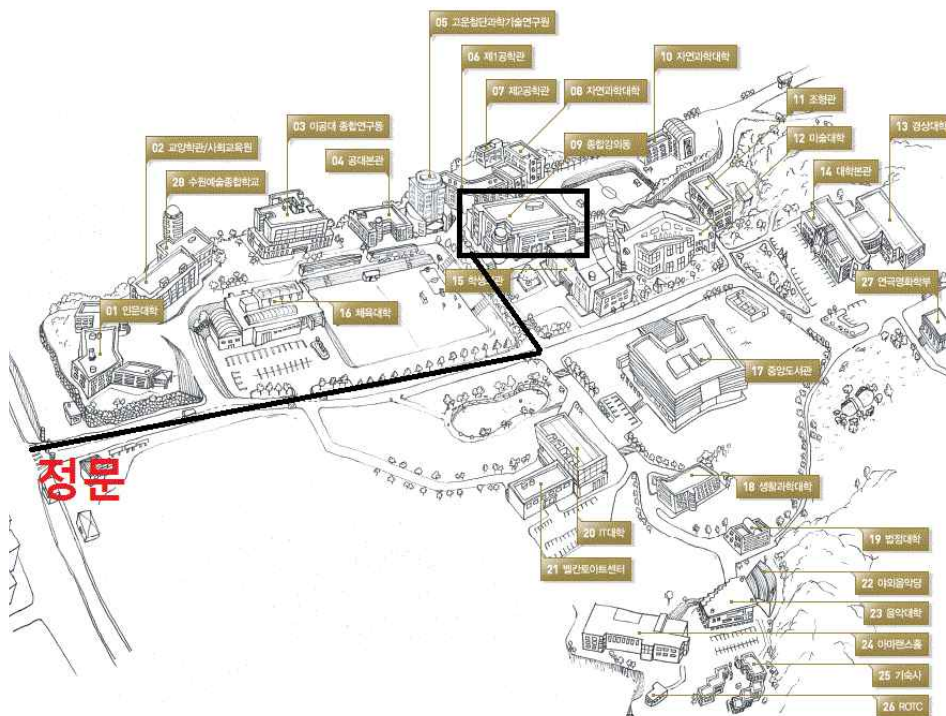 05 고운첨단과학기술연구원
06 제1공학관
10 자연과학대학
07 제2공학관
08 자연과학대학
11 조형관
13 경상대학
03 이공대 종합연구동
09 종합강의동
12 미술대학
02 교양학관/사회교육원
04 공대본관
14 대학본관
28 수원예술종합학교
15 학생
관
27 연극영화학부
01 인문대학
16 체육대학
17 중앙도서관
정문
18 생활과학대학
20 IT대학
19 법정대학
21 벨칸토아트센터
22 야외음악당
23 음악대학
24 아마랜스홀
25 기숙사
26 ROTC